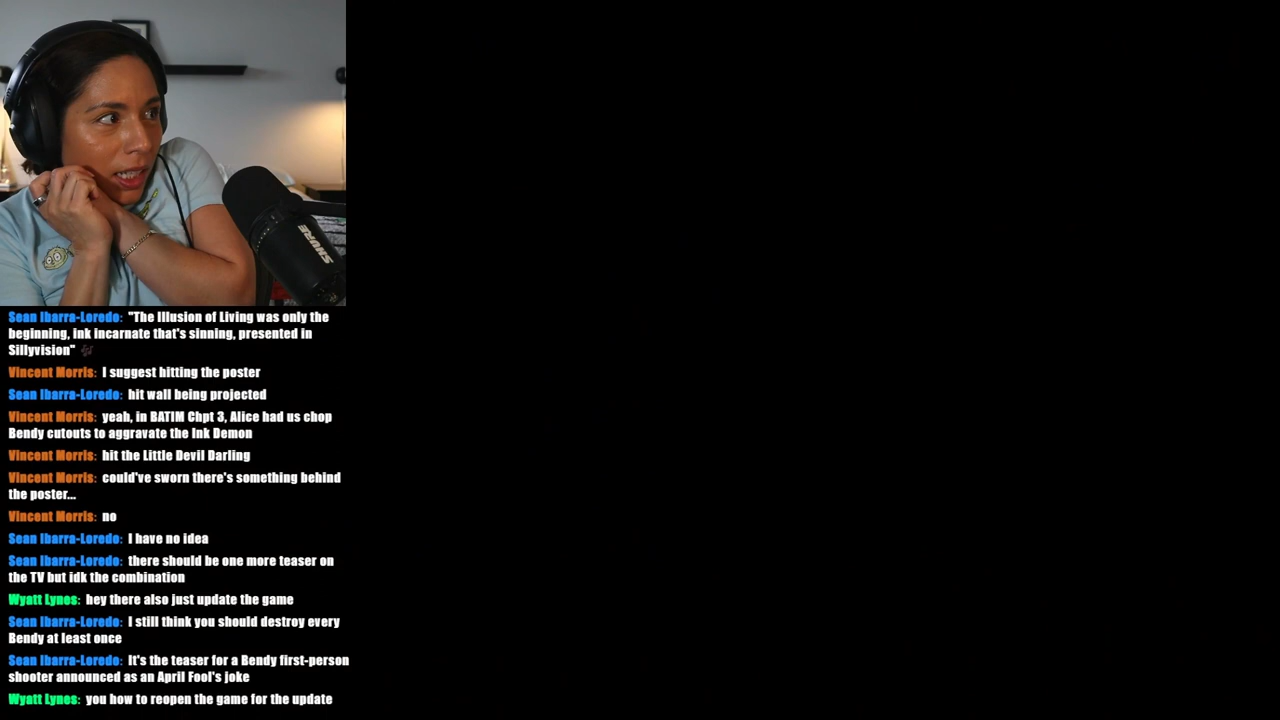 SHURE
Sean Ibarra-Loredo: "The Illusion of Living was only the
beginning, ink incarnate that's sinning, presented in
Sillyvision" 🎶
Vincent Morris: I suggest hitting the poster
Sean Ibarra-Loredo: hit wall being projected
Vincent Morris: yeah, in BATIM Chpt 3, Alice had us chop
Bendy cutouts to aggravate the Ink Demon
Vincent Morris: hit the Little Devil Darling
Vincent Morris: could've sworn there's something behind
the poster...
Vincent Morris: no
Sean Ibarra-Loredo: I have no idea
Sean Ibarra-Loredo: there should be one more teaser on
the TV but idk the combination
Wyatt Lynes: hey there also just update the game
Sean Ibarra-Loredo: I still think you should destroy every
Bendy at least once
Sean Ibarra-Loredo: It's the teaser for a Bendy first-person
shooter announced as an April Fool's joke
Wyatt Lynes: you how to reopen the game for the update